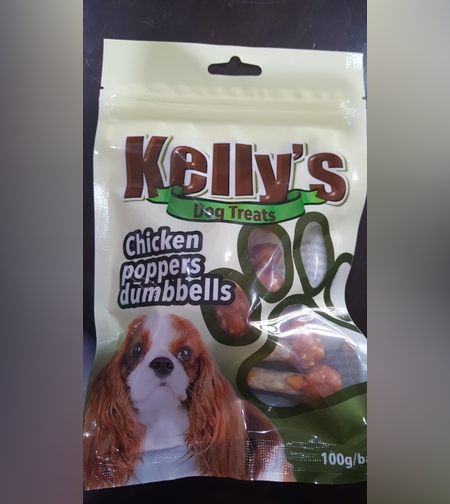 Kelly's
Dog Treats
Chicken
poppers
dumbbells
100g/ba